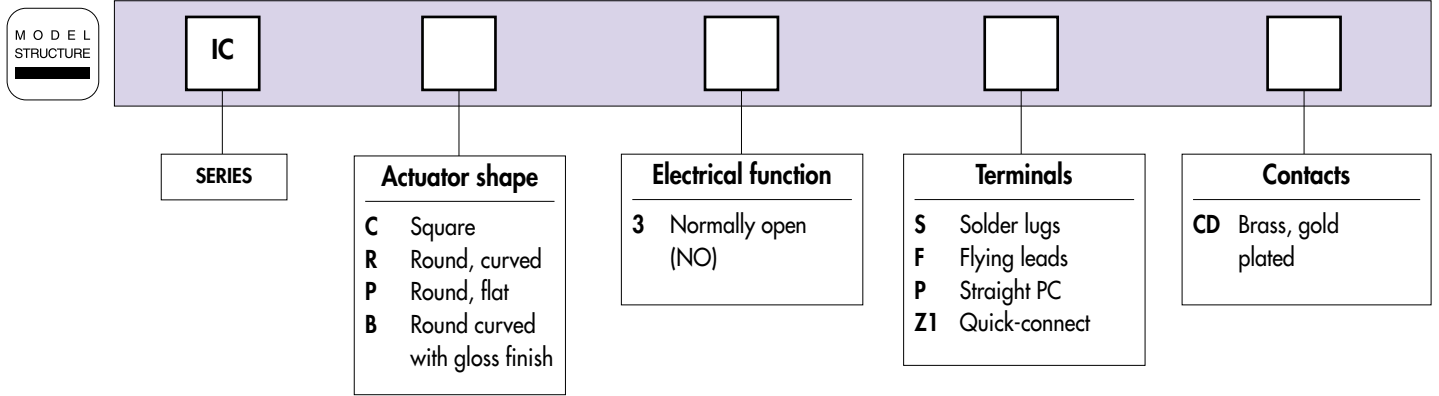 M O D E L
STRUCTURE
IC
SERIES
Actuator shape
C Square
R Round, curved
P Round, flat
B Round curved
with gloss finish
Electrical function
3 Normally open
(NO)
Terminals
S Solder lugs
F Flying leads
P Straight PC
Z1 Quick-connect
Contacts
CD Brass, gold
plated